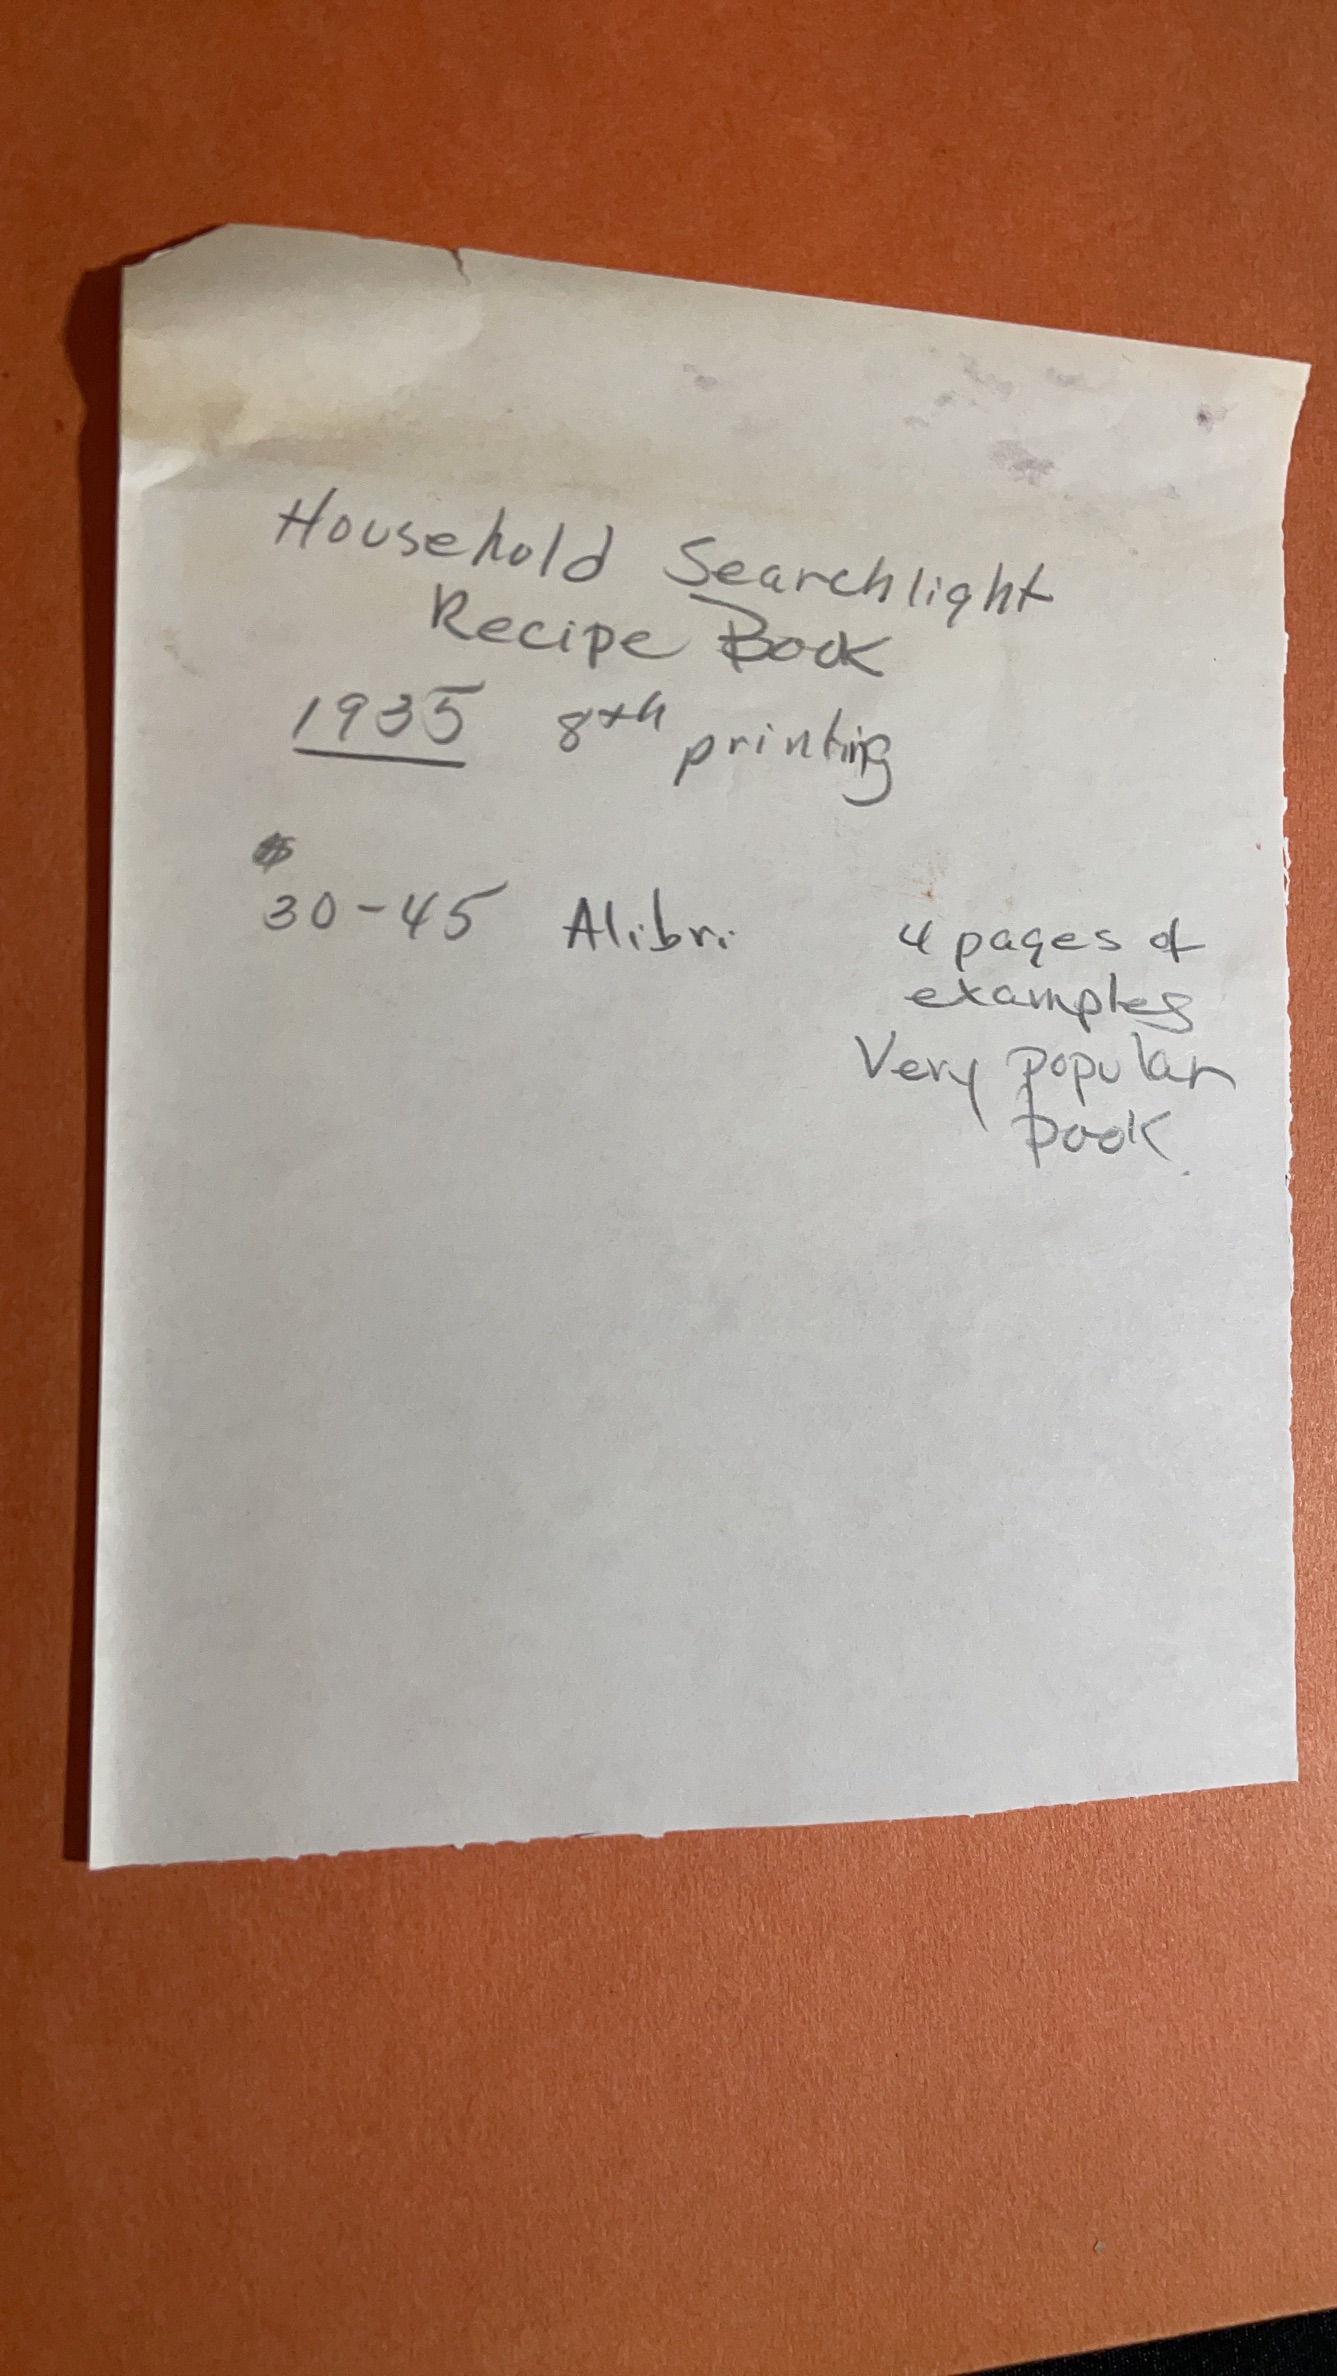 Household Searchlight
Recipe Book
1935 8th printing
$
30-45 Alibri
4 pages of
examples
Very popular
book